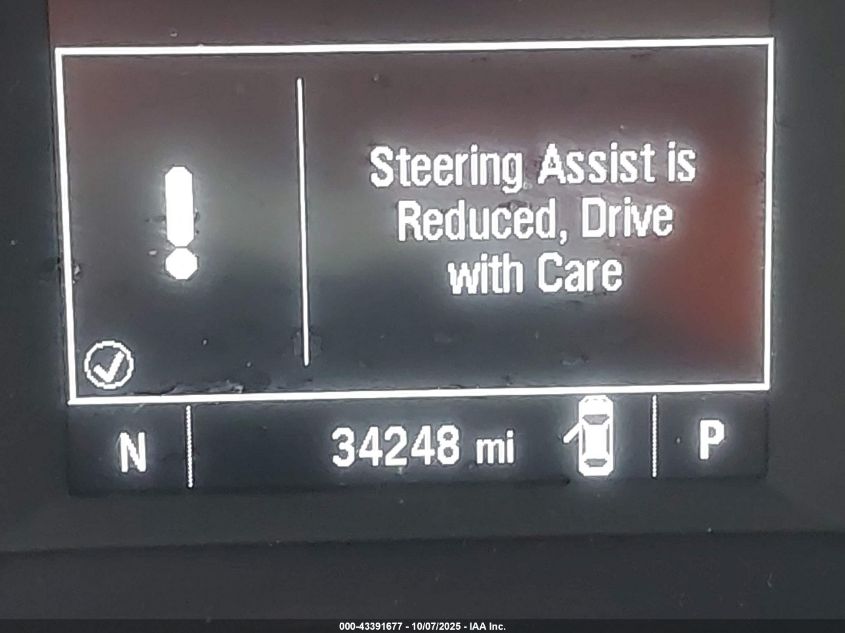 Steering Assist is
Reduced, Drive
with Care
N 34248 mi P
000-43391677 - 10/07/2025 - IAA Inc.